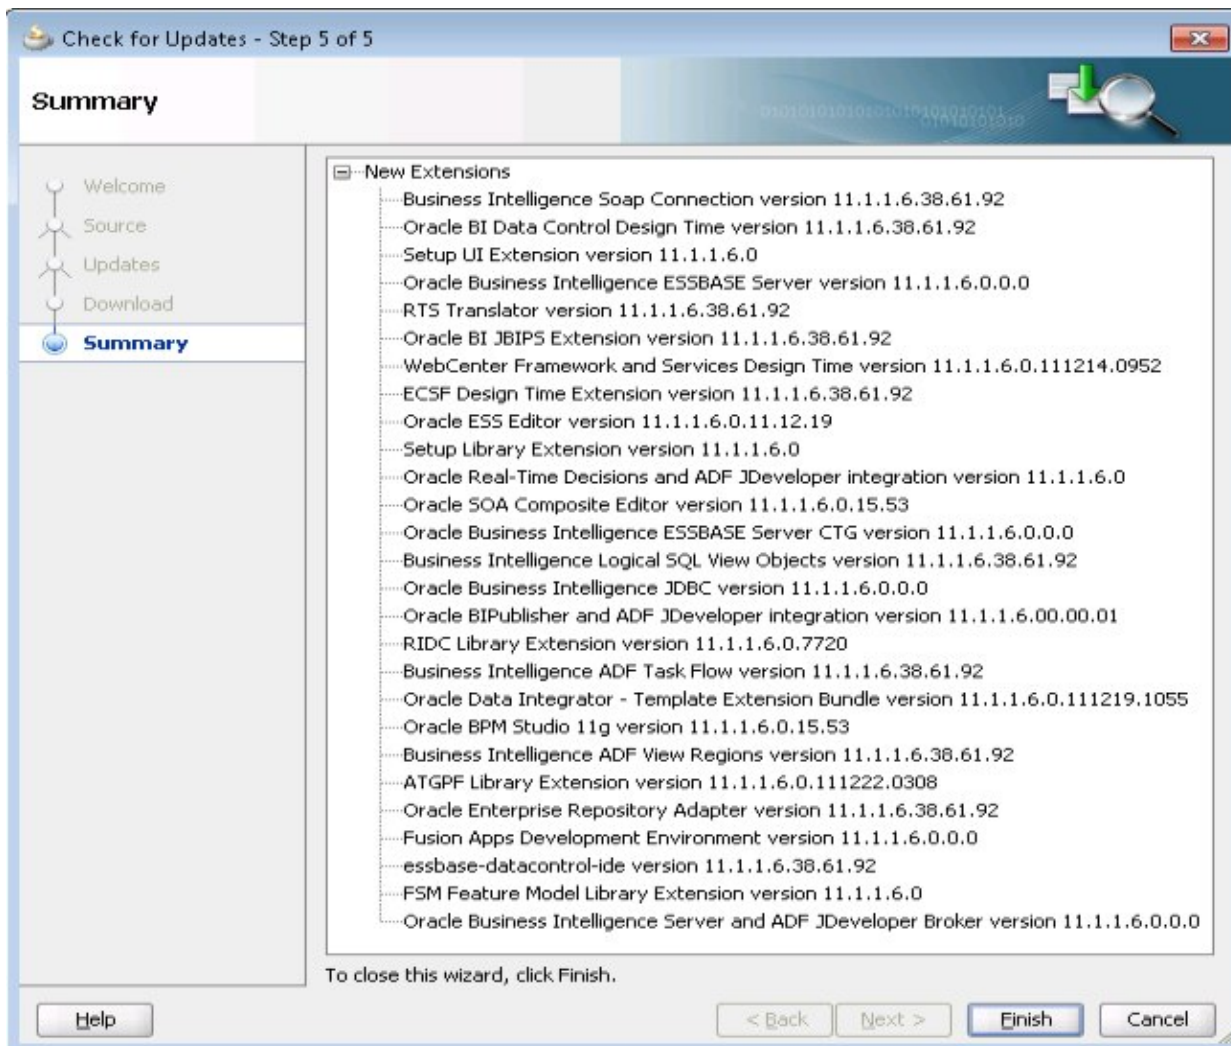 Check for Updates - Step 5 of 5
Summary
Welcome
Source
Updates
Download
Summary
New Extensions
Business Intelligence Soap Connection version 11.1.1.6.38.61.92
Oracle BI Data Control Design Time version 11.1.1.6.38.61.92
Setup UI Extension version 11.1.1.6.0
Oracle Business Intelligence ESSBASE Server version 11.1.1.6.0.0.0
RTS Translator version 11.1.1.6.38.61.92
Oracle BI JBIPS Extension version 11.1.1.6.38.61.92
WebCenter Framework and Services Design Time version 11.1.1.6.0.111214.0952
ECSF Design Time Extension version 11.1.1.6.38.61.92
Oracle ESS Editor version 11.1.1.6.0.11.12.19
Setup Library Extension version 11.1.1.6.0
Oracle Real-Time Decisions and ADF JDeveloper integration version 11.1.1.6.0
Oracle SOA Composite Editor version 11.1.1.6.0.15.53
Oracle Business Intelligence ESSBASE Server CTG version 11.1.1.6.0.0.0
Business Intelligence Logical SQL View Objects version 11.1.1.6.38.61.92
Oracle Business Intelligence JDBC version 11.1.1.6.0.0.0
Oracle BIPublisher and ADF JDeveloper integration version 11.1.1.6.00.00.01
RIDC Library Extension version 11.1.1.6.0.7720
Business Intelligence ADF Task Flow version 11.1.1.6.38.61.92
Oracle Data Integrator - Template Extension Bundle version 11.1.1.6.0.111219.1055
Oracle BPM Studio 11g version 11.1.1.6.0.15.53
Business Intelligence ADF View Regions version 11.1.1.6.38.61.92
ATGPF Library Extension version 11.1.1.6.0.111222.0308
Oracle Enterprise Repository Adapter version 11.1.1.6.38.61.92
Fusion Apps Development Environment version 11.1.1.6.0.0.0
essbase-datacontrol-ide version 11.1.1.6.38.61.92
FSM Feature Model Library Extension version 11.1.1.6.0
Oracle Business Intelligence Server and ADF JDeveloper Broker version 11.1.1.6.0.0.0
To close this wizard, click Finish.
Help
< Back
Next >
Finish
Cancel